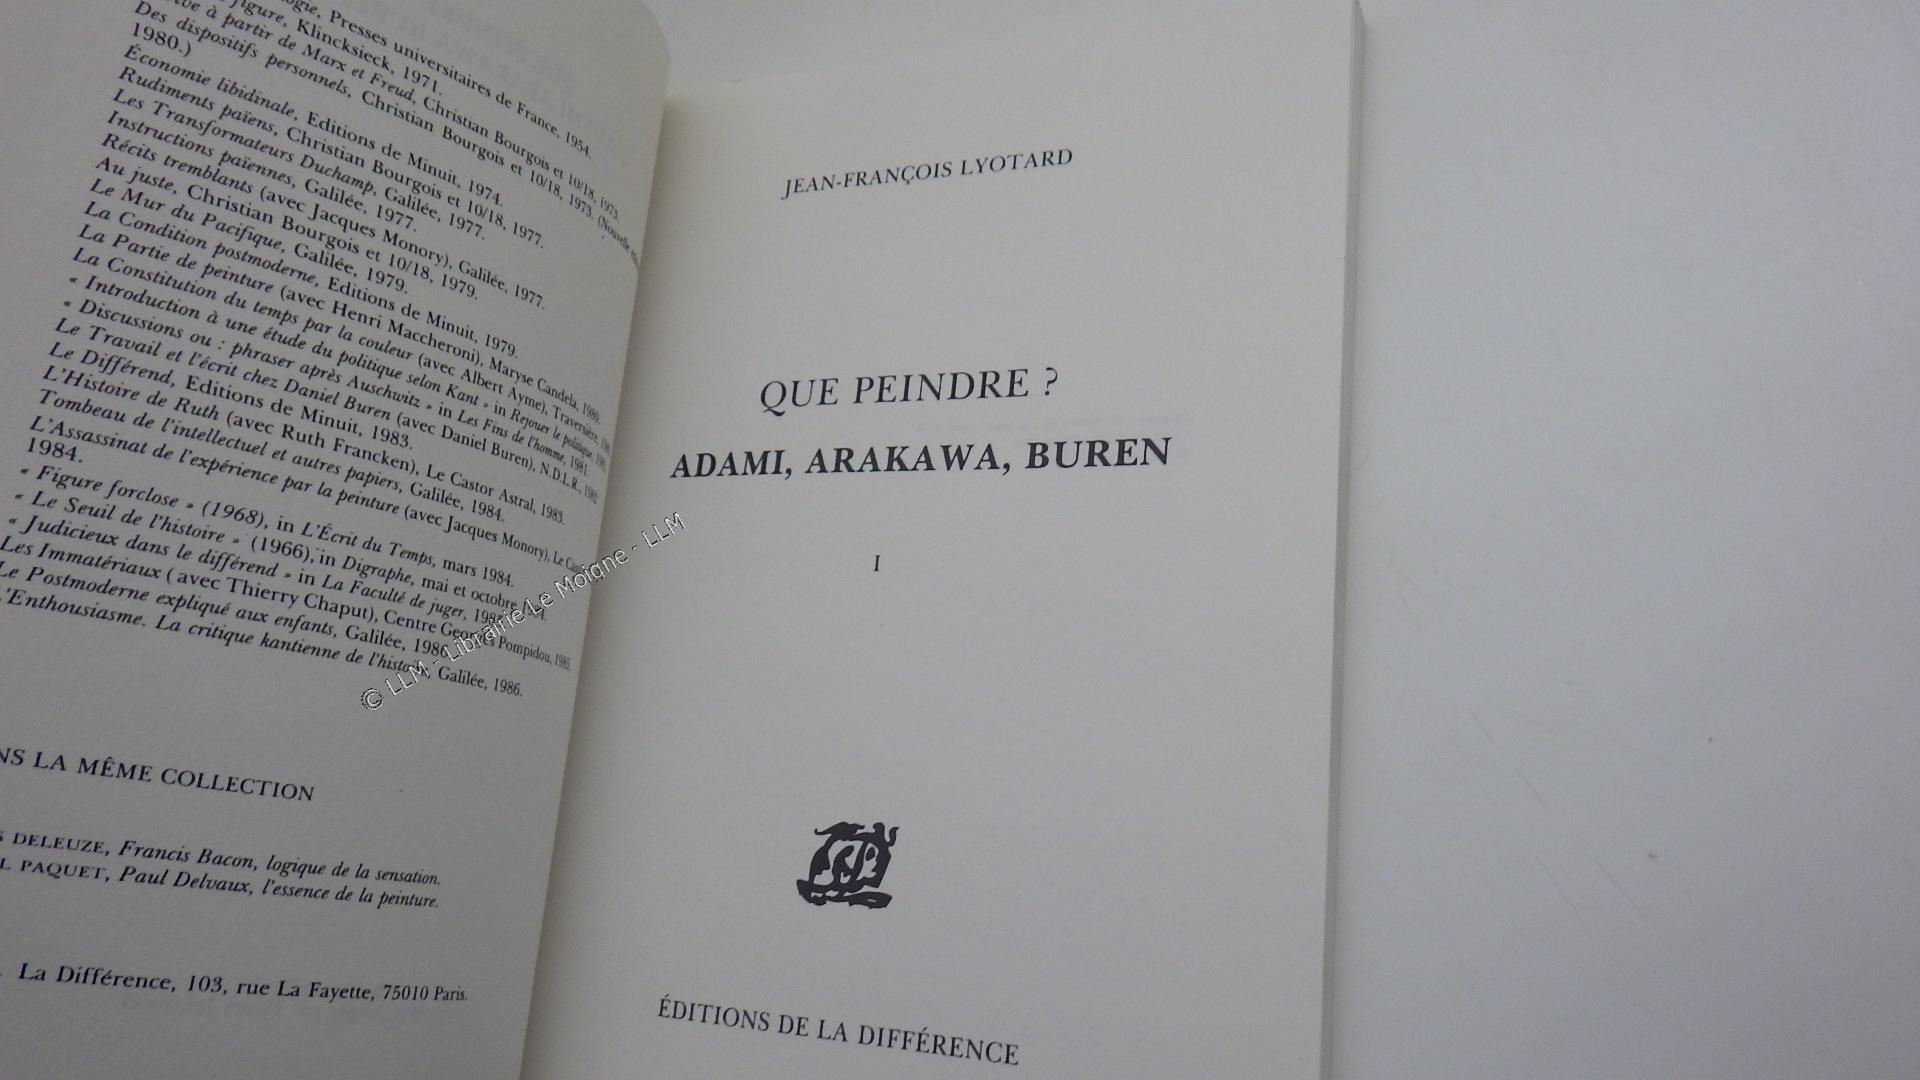 logie, Presses universitaires de France, 1954.
figure, Klincksieck, 1971.
à partir de Marx et Freud, Christian Bourgois et 10/18, 1973.
Des dispositifs personnels, Christian Bourgois et 10/18, 1973. (Nouvelle
1980.)
Économie libidinale, Editions de Minuit, 1974.
Rudiments païens, Christian Bourgois et 10/18, 1977.
Les Transformateurs Duchamp, Galilée, 1977.
Instructions païennes, Galilée, 1977.
Récits tremblants (avec Jacques Monory), Galilée, 1977.
Au juste, Christian Bourgois et 10/18, 1979.
Le Mur du Pacifique, Galilée, 1979.
La Condition postmoderne, Editions de Minuit, 1979.
La Partie de peinture (avec Henri Maccheroni), Maryse Candela, 1980.
La Constitution du temps par la couleur (avec Albert Ayme), Traversière, 1980.
« Introduction à une étude du politique selon Kant » in Rejouer le politique, 1981.
« Discussions ou : phraser après Auschwitz » in Les Fins de l'homme, 1981.
Le Travail et l'écrit chez Daniel Buren (avec Daniel Buren), N.D.L.R., 1982.
Le Différend, Editions de Minuit, 1983.
L'Histoire de Ruth (avec Ruth Francken), Le Castor Astral, 1983.
Tombeau de l'intellectuel et autres papiers, Galilée, 1984.
L'Assassinat de l'expérience par la peinture (avec Jacques Monory), Le
1984.
« Figure forclose » (1968), in L'Écrit du Temps, mars 1984.
« Le Seuil de l'histoire » (1966), in Digraphe, mai et octobre
« Judicieux dans le différend » in La Faculté de juger,
Les Immatériaux (avec Thierry Chaput), Centre Georges Pompidou, 1985.
Le Postmoderne expliqué aux enfants, Galilée, 1986.
L'Enthousiasme. La critique kantienne de l'histoire, Galilée, 1986.
NS LA MÊME COLLECTION
S DELEUZE, Francis Bacon, logique de la sensation.
L PAQUET, Paul Delvaux, l'essence de la peinture.
La Différence, 103, rue La Fayette, 75010 Paris.
JEAN-FRANÇOIS LYOTARD
QUE PEINDRE ?
ADAMI, ARAKAWA, BUREN
I
ÉDITIONS DE LA DIFFÉRENCE
© LLM - Librairie Le Moigne - LLM